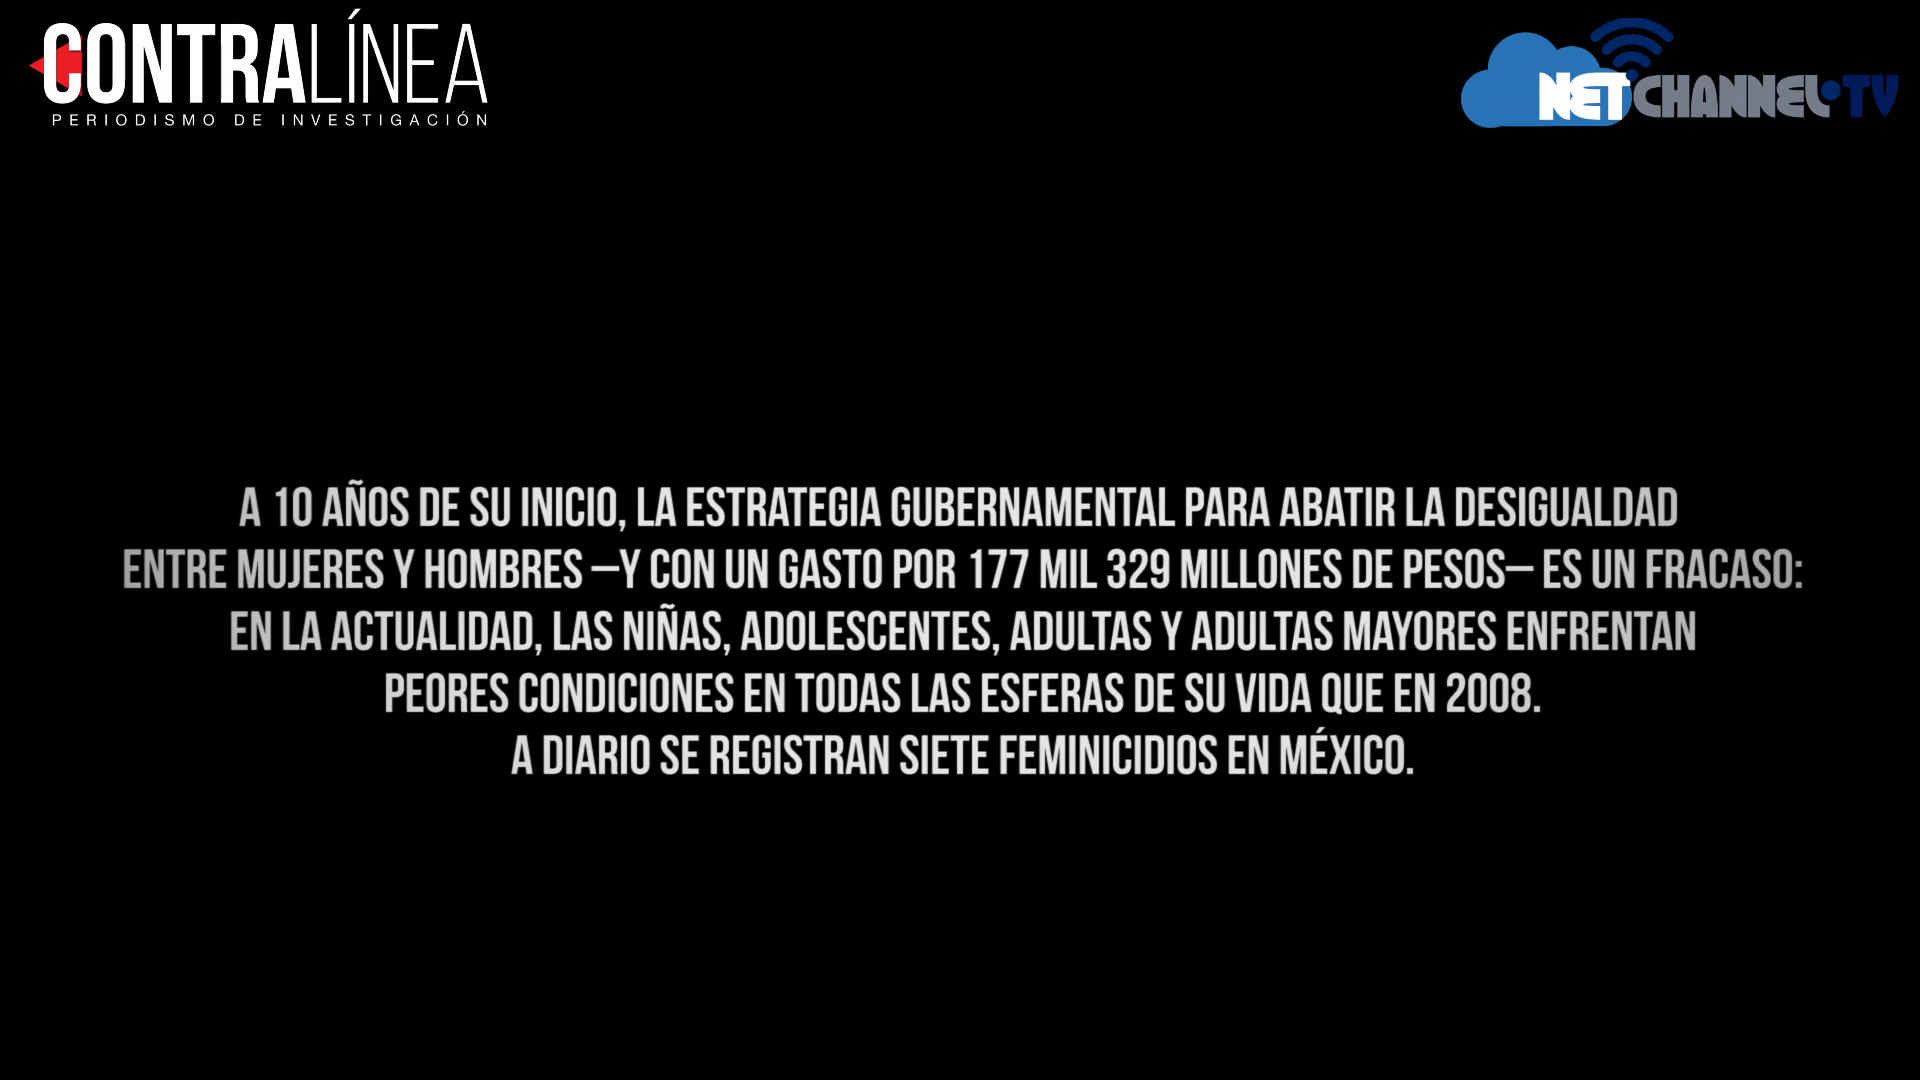 CONTRALÍNEA
PERIODISMO DE INVESTIGACIÓN
NETCHANNEL•TV
A 10 AÑOS DE SU INICIO, LA ESTRATEGIA GUBERNAMENTAL PARA ABATIR LA DESIGUALDAD
ENTRE MUJERES Y HOMBRES —Y CON UN GASTO POR 177 MIL 329 MILLONES DE PESOS— ES UN FRACASO:
EN LA ACTUALIDAD, LAS NIÑAS, ADOLESCENTES, ADULTAS Y ADULTAS MAYORES ENFRENTAN
PEORES CONDICIONES EN TODAS LAS ESFERAS DE SU VIDA QUE EN 2008.
A DIARIO SE REGISTRAN SIETE FEMINICIDIOS EN MÉXICO.